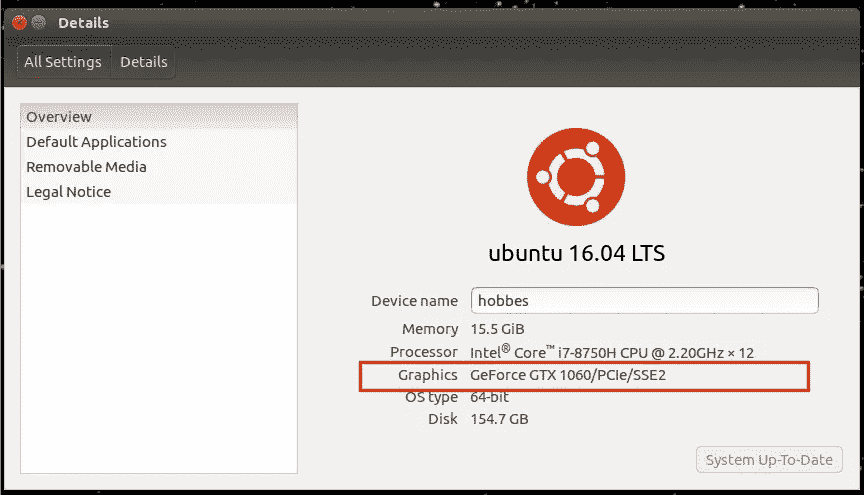 Details
All Settings Details
Overview
Default Applications
Removable Media
Legal Notice
ubuntu 16.04 LTS
Device name hobbes
Memory 15.5 GiB
Processor Intel® Core™ i7-8750H CPU @ 2.20GHz × 12
Graphics GeForce GTX 1060/PCIe/SSE2
OS type 64-bit
Disk 154.7 GB
System Up-To-Date